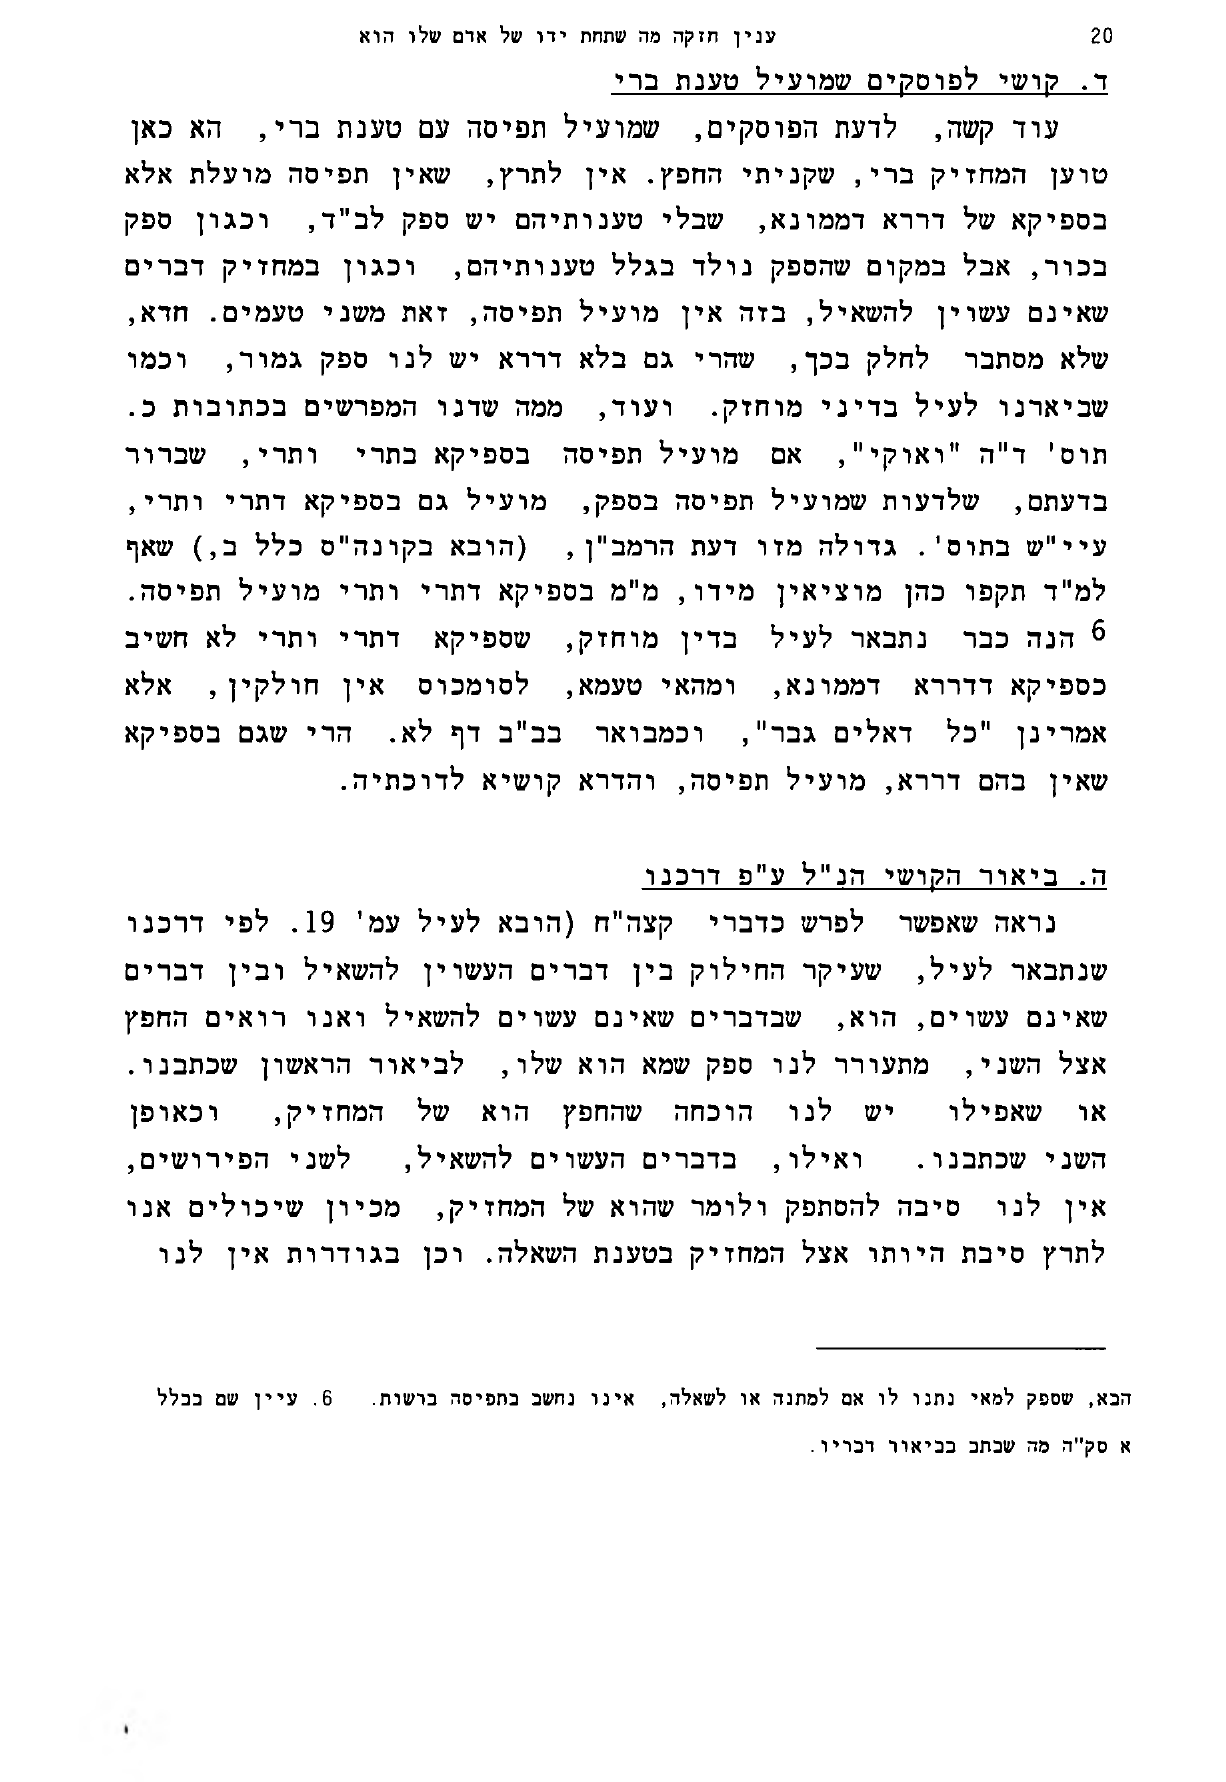 20 ענין חזקה מה שתחת ידו של אדם שלו הוא
ד. קושי לפוסקים שמועיל טענת ברי
עוד קשה, לדעת הפוסקים, שמועיל תפיסה עם טענת ברי, הא כאן
טוען המחזיק ברי, שקניתי החפץ. אין לתרץ, שאין תפיסה מועלת אלא
בספיקא של דררא דממונא, שבלי טענותיהם יש ספק לב"ד, וכגון ספק
בכור, אבל במקום שהספק נולד בגלל טענותיהם, וכגון במחזיק דברים
שאינם עשוין להשאיל, בזה אין מועיל תפיסה, זאת משני טעמים. חדא,
שלא מסתבר לחלק בכך, שהרי גם בלא דררא יש לנו ספק גמור, וכמו
שביארנו לעיל בדיני מוחזק. ועוד, ממה שדנו המפרשים בכתובות כ.
תוס' ד"ה "ואוקי", אם מועיל תפיסה בספיקא בתרי ותרי, שברור
בדעתם, שלדעות שמועיל תפיסה בספק, מועיל גם בספיקא דתרי ותרי,
עיי"ש בתוס'. גדולה מזו דעת הרמב"ן, (הובא בקונה"ס כלל ב,) שאף
למ"ד תקפו כהן מוציאין מידו, מ"מ בספיקא דתרי ותרי מועיל תפיסה.
6 הנה כבר נתבאר לעיל בדין מוחזק, שספיקא דתרי ותרי לא חשיב
כספיקא דדררא דממונא, ומהאי טעמא, לסומכוס אין חולקין, אלא
אמרינן "כל דאלים גבר", וכמבואר בב"ב דף לא. הרי שגם בספיקא
שאין בהם דררא, מועיל תפיסה, והדרא קושיא לדוכתיה.
ה. ביאור הקושי הנ"ל ע"פ דרכנו
נראה שאפשר לפרש כדברי קצה"ח (הובא לעיל עמ' 19. לפי דרכנו
שנתבאר לעיל, שעיקר החילוק בין דברים העשוין להשאיל ובין דברים
שאינם עשוים, הוא, שבדברים שאינם עשוים להשאיל ואנו רואים החפץ
אצל השני, מתעורר לנו ספק שמא הוא שלו, לביאור הראשון שכתבנו.
או שאפילו יש לנו הוכחה שהחפץ הוא של המחזיק, וכאופן
השני שכתבנו. ואילו, בדברים העשוים להשאיל, לשני הפירושים,
אין לנו סיבה להסתפק ולומר שהוא של המחזיק, מכיון שיכולים אנו
לתרץ סיבת היותו אצל המחזיק בטענת השאלה. וכן בגודרות אין לנו
הבא, שספק למאי נתנו לו אם למתנה או לשאלה, אינו נחשב בתפיסה ברשות. 6. עיין שם בכלל
א סק"ה מה שכתב בביאור דבריו.